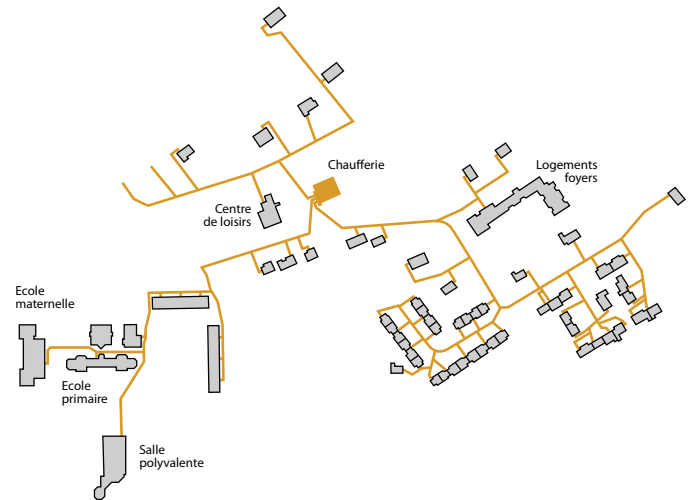 Chaufferie
Logements
foyers
Centre
de loisirs
Ecole
maternelle
Ecole
primaire
Salle
polyvalente